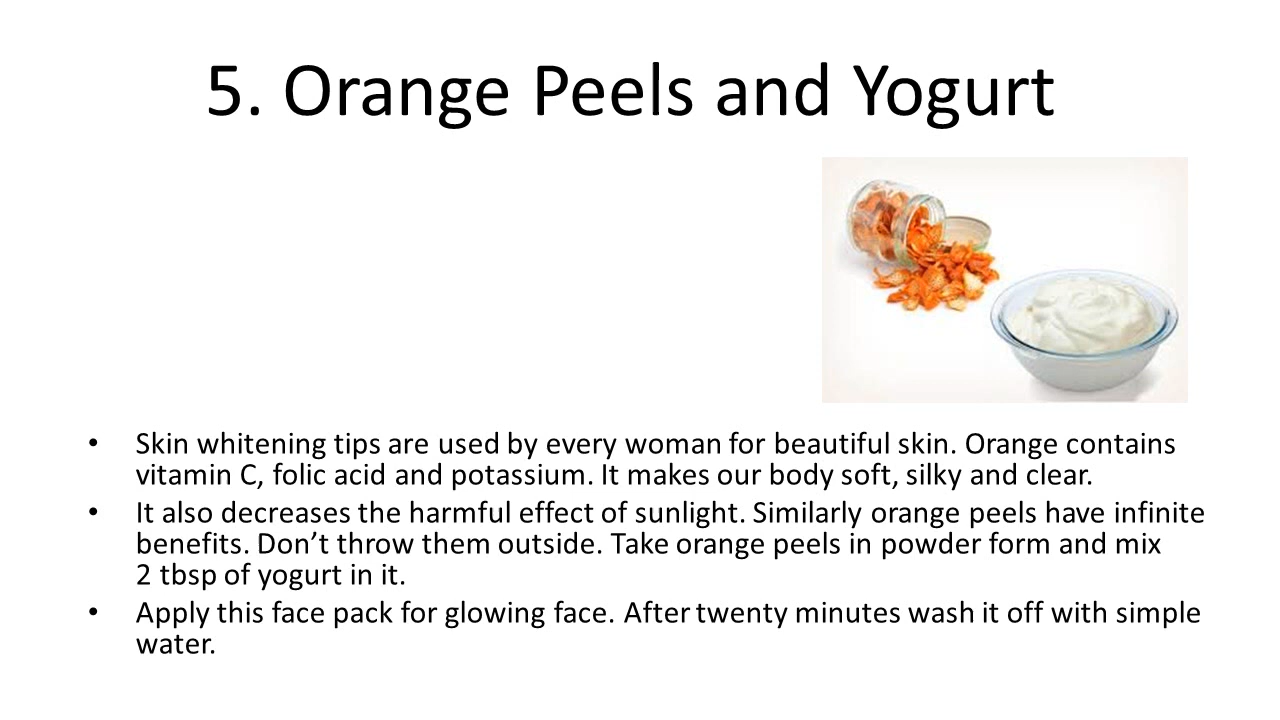 5. Orange Peels and Yogurt
• Skin whitening tips are used by every woman for beautiful skin. Orange contains
vitamin C, folic acid and potassium. It makes our body soft, silky and clear.
• It also decreases the harmful effect of sunlight. Similarly orange peels have infinite
benefits. Don’t throw them outside. Take orange peels in powder form and mix
2 tbsp of yogurt in it.
• Apply this face pack for glowing face. After twenty minutes wash it off with simple
water.